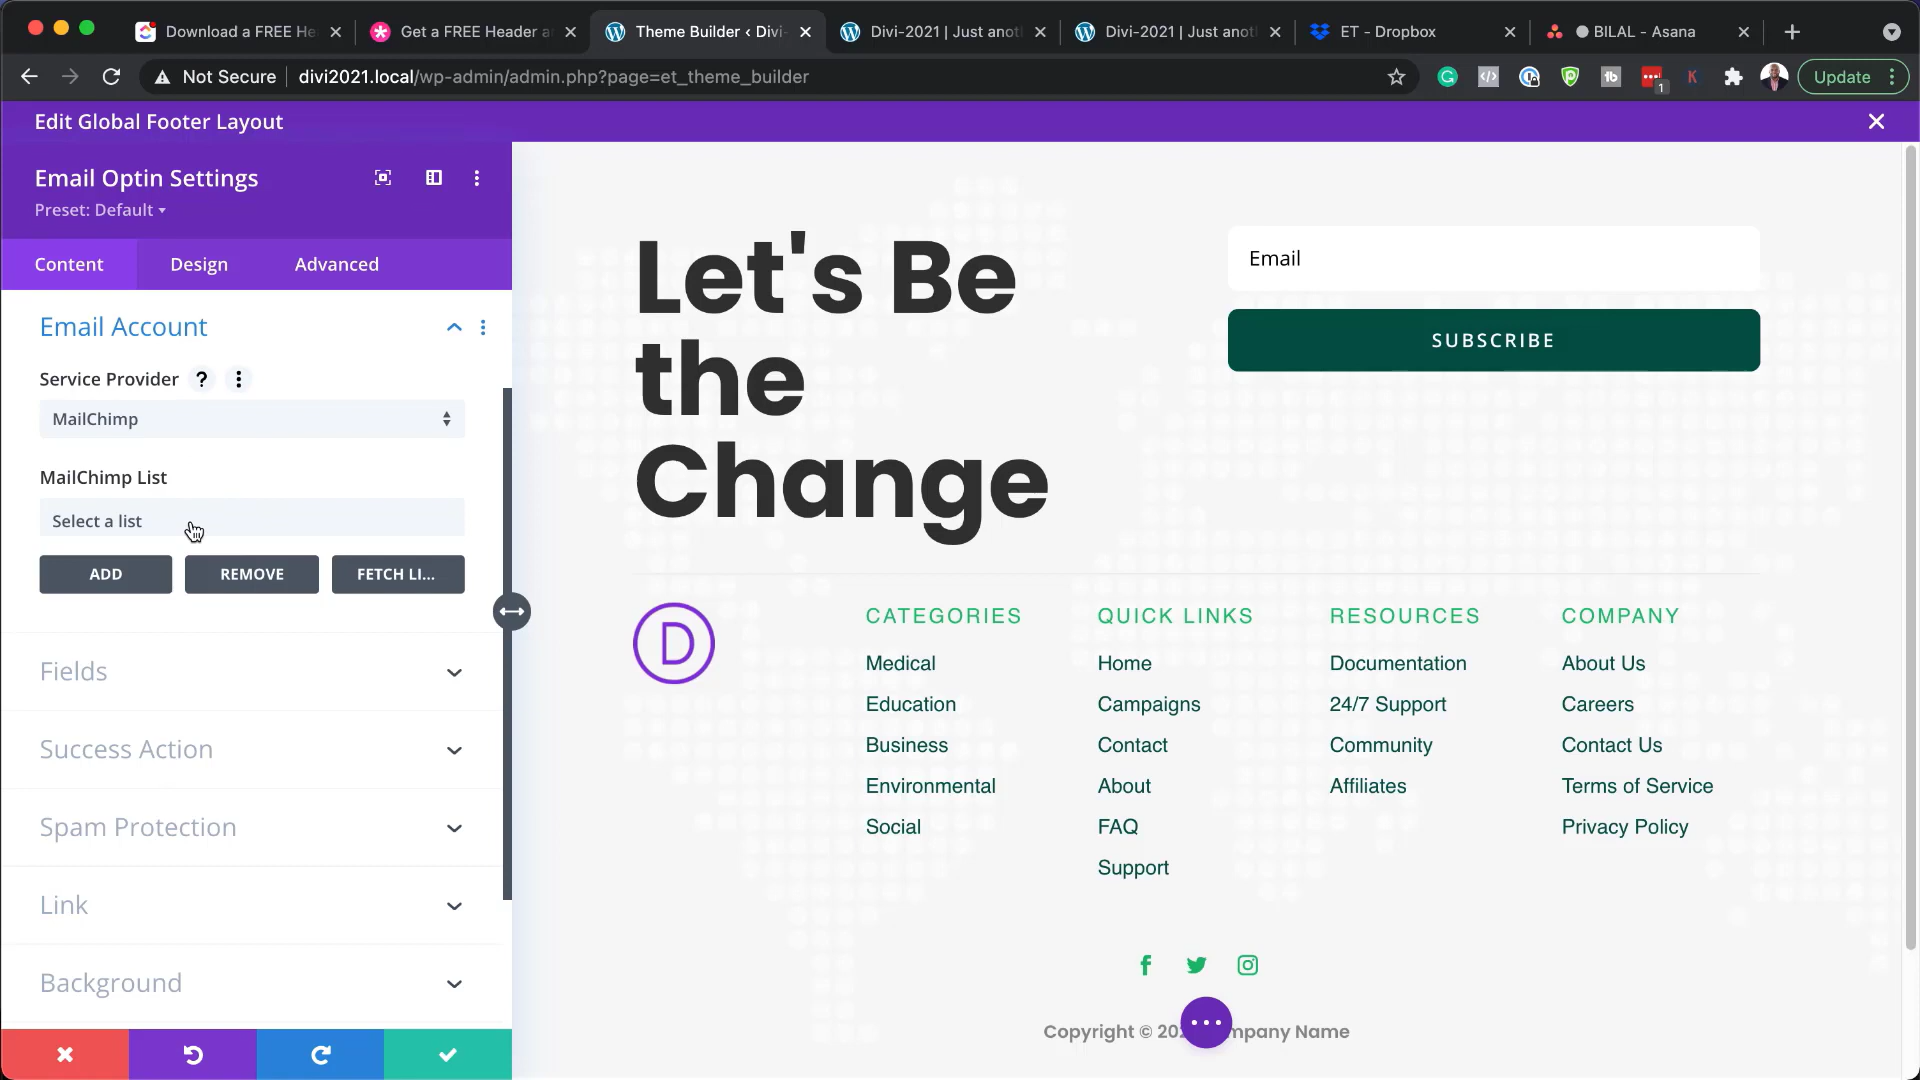 Download a FREE He
Get a FREE Header a
Theme Builder ‹ Divi-
Divi-2021 | Just anot
Divi-2021 | Just anot
ET - Dropbox
BILAL - Asana
Not Secure
divi2021.local/wp-admin/admin.php?page=et_theme_builder
1
Update
Edit Global Footer Layout
Email Optin Settings
Preset: Default
Content
Design
Advanced
Email Account
Service Provider ?
MailChimp
MailChimp List
Select a list
ADD
REMOVE
FETCH LI...
Fields
Success Action
Spam Protection
Link
Background
Let's Be
the
Change
Email
SUBSCRIBE
D
CATEGORIES
Medical
Education
Business
Environmental
Social
QUICK LINKS
Home
Campaigns
Contact
About
FAQ
Support
RESOURCES
Documentation
24/7 Support
Community
Affiliates
COMPANY
About Us
Careers
Contact Us
Terms of Service
Privacy Policy
Copyright © 202 mpany Name